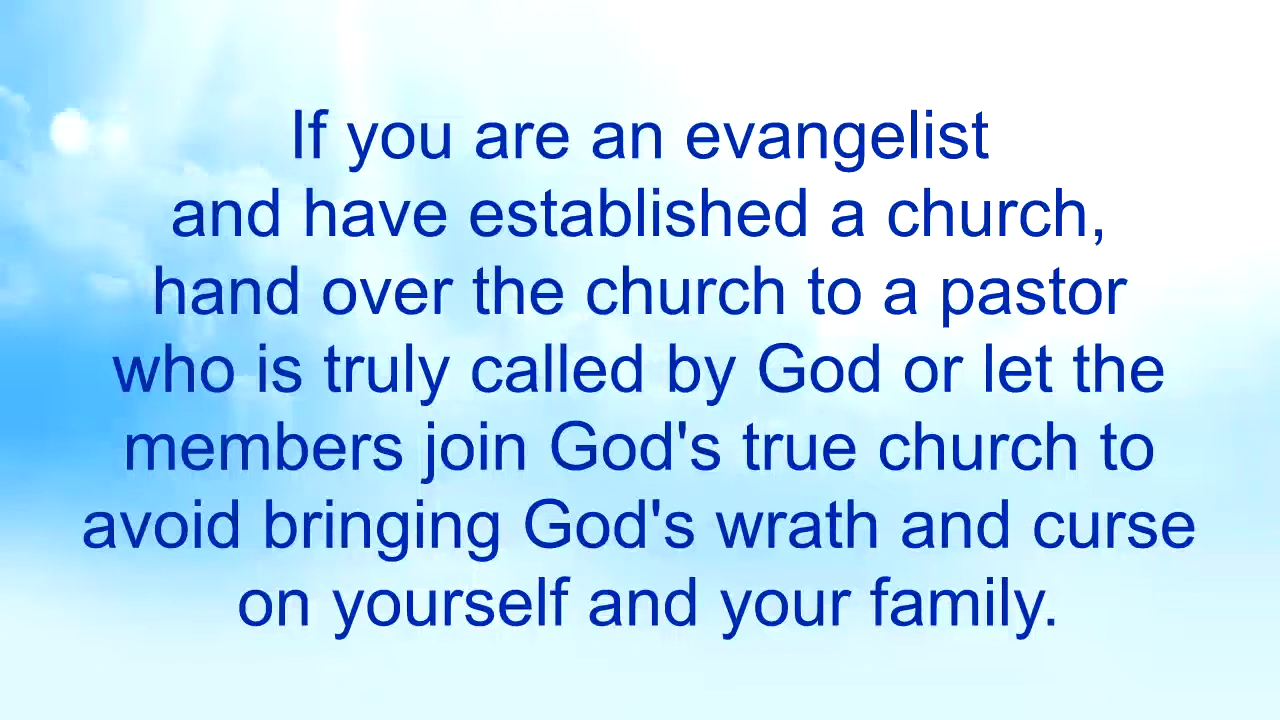 If you are an evangelist
and have established a church,
hand over the church to a pastor
who is truly called by God or let the
members join God's true church to
avoid bringing God's wrath and curse
on yourself and your family.